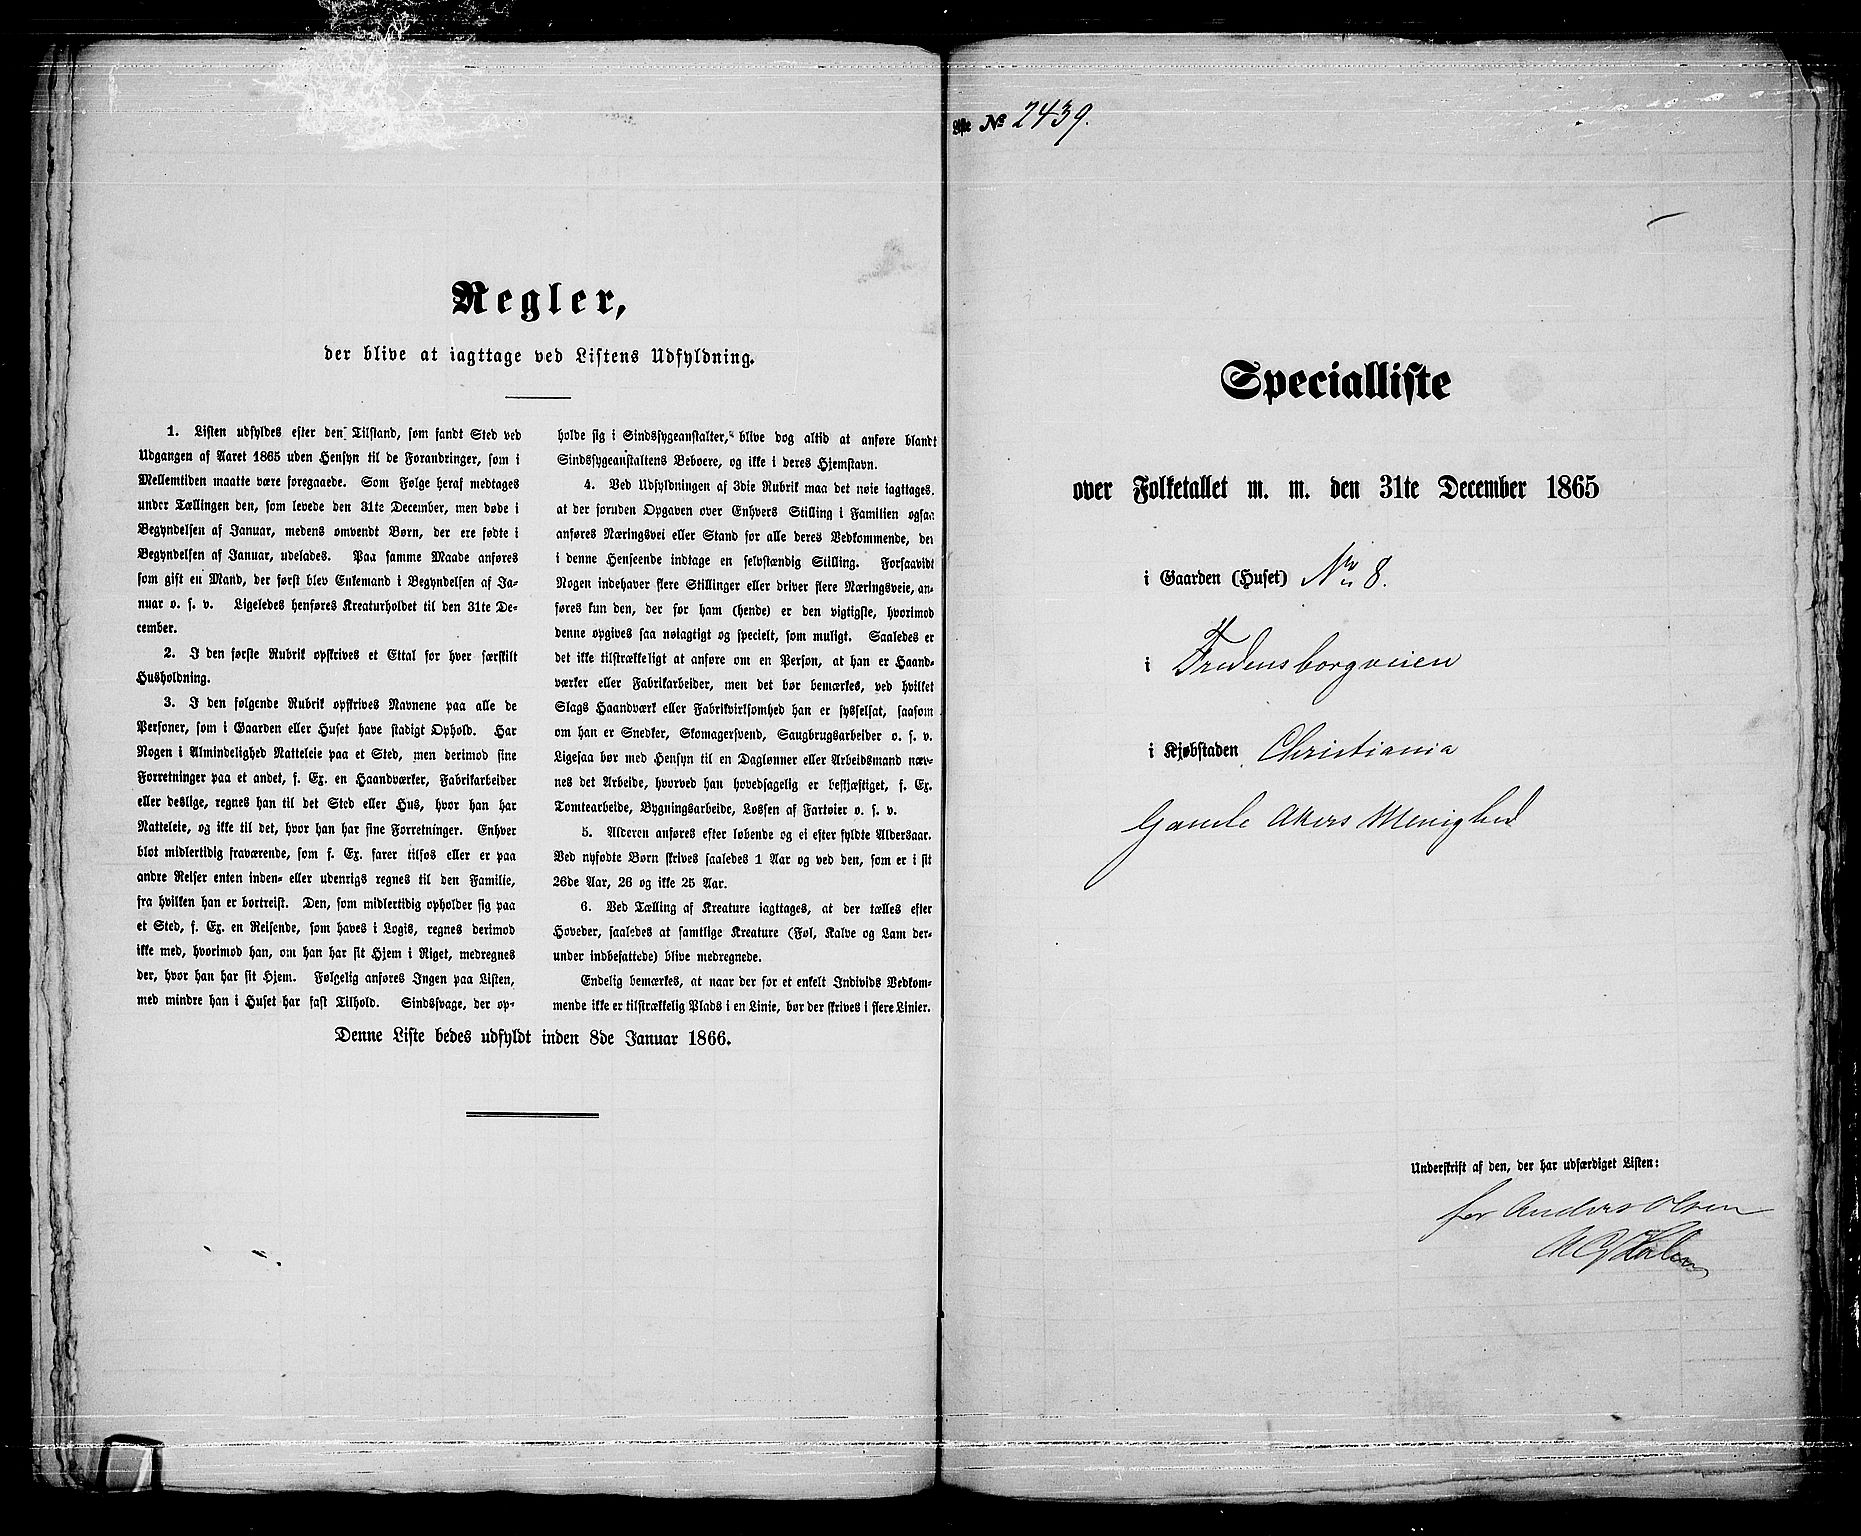 Regler,
der blive at iagttage ved Listens Udfyldning.
1. Listen udfyldes efter den Tilstand, som fandt Sted ved
Udgangen af Aaret 1865 uden Hensyn til de Forandringer, som i
Mellemtiden maatte være foregaaede. Som Følge heraf medtages
under Tællingen den, som levede den 31te December, men døde i
Begyndelsen af Januar, medens omvendt Børn, der ere fødte i
Begyndelsen af Januar, udelades. Paa samme Maade anføres
som gift en Mand, der først blev Enkemand i Begyndelsen af Ja-
nuar o. s. v. Ligeledes henføres Kreaturholdet til den 31te De-
cember.
2. I den første Rubrik opskrives et Ettal for hver særskilt
Husholdning.
3. I den følgende Rubrik opskrives Navnene paa alle de
Personer, som i Gaarden eller Huset have stadigt Ophold. Har
Nogen i Almindelighed Natteleie paa et Sted, men derimod sine
Forretninger paa et andet, f. Ex. en Haandværker, Fabrikarbeider
eller deslige, regnes han til det Sted eller Hus, hvor han har
Natteleie, og ikke til det, hvor han har sine Forretninger. Enhver
blot midlertidig fraværende, som f. Ex. farer tilsøs eller er paa
andre Reiser enten inden- eller udenrigs regnes til den Familie,
fra hvilken han er bortreist. Den, som midlertidig opholder sig paa
et Sted, f. Ex. en Reisende, som haves i Logis, regnes derimod
ikke med, hvorimod han, om han har sit Hjem i Riget, medregnes
der, hvor han har sit Hjem. Følgelig anføres Ingen paa Listen,
med mindre han i Huset har fast Tilhold. Sindssvage, der op-
holde sig i Sindssygeanstalter, blive dog altid at anføre blandt
Sindssygeanstaltens Beboere, og ikke i deres Hjemstavn.
4. Ved Udfyldningen af 3die Rubrik maa det nøie iagttages,
at der foruden Opgaven over Enhvers Stilling i Familien ogsaa
anføres Næringsvei eller Stand for alle deres Vedkommende, der
i denne Henseende indtage en selvstændig Stilling. Forsaavidt
Nogen indehaver flere Stillinger eller driver flere Næringsveie, an-
føres kun den, der for ham (hende) er den vigtigste, hvorimod
denne opgives saa nøiagtigt og specielt, som muligt. Saaledes er
det ikke tilstrækkeligt at anføre om en Person, at han er Haand-
værker eller Fabrikarbeider, men det bør bemærkes, ved hvilket
Slags Haandværk eller Fabrikvirksomhed han er sysselsat, saasom
om han er Snedker, Skomagersvend, Saugbrugsarbeider o. s. v.
Ligesaa bør med Hensyn til en Daglønner eller Arbeidsmand næv-
nes det Arbeide, hvorved han hovedsagelig er beskjæftiget, f. Ex.
Tomtearbeide, Bygningsarbeide, Lossen af Fartøier o. s. v.
5. Alderen anføres efter løbende og ei efter fyldte Aldersaar.
Ved nyfødte Børn skrives saaledes 1 Aar og ved den, som er i sit
26de Aar, 26 og ikke 25 Aar.
6. Ved Tælling af Kreature iagttages, at der tælles efter
Hoveder, saaledes at samtlige Kreature (Føl, Kalve og Lam der-
under indbefattede) blive medregnede.
Endelig bemærkes, at naar der for et enkelt Individs Vedkom-
mende ikke er tilstrækkelig Plads i en Linie, bør der skrives i flere Linier.
Denne Liste bedes udfyldt inden 8de Januar 1866.
Liste No 2439.
Specialliste
over Folketallet m. m. den 31te December 1865
i Gaarden (Huset) Nr 8.
i Fredensborgveien
i Kjøbstaden Christiania
Gamle Akers Menighed
Underskrift af den, der har udfærdiget Listen:
for Anders Olsen